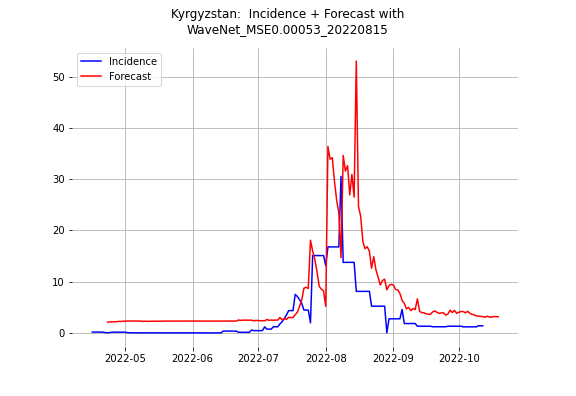 Kyrgyzstan:  Incidence + Forecast with
WaveNet_MSE0.00053_20220815
Incidence
Forecast
50
40
30
20
10
0
2022-05 2022-06 2022-07 2022-08 2022-09 2022-10